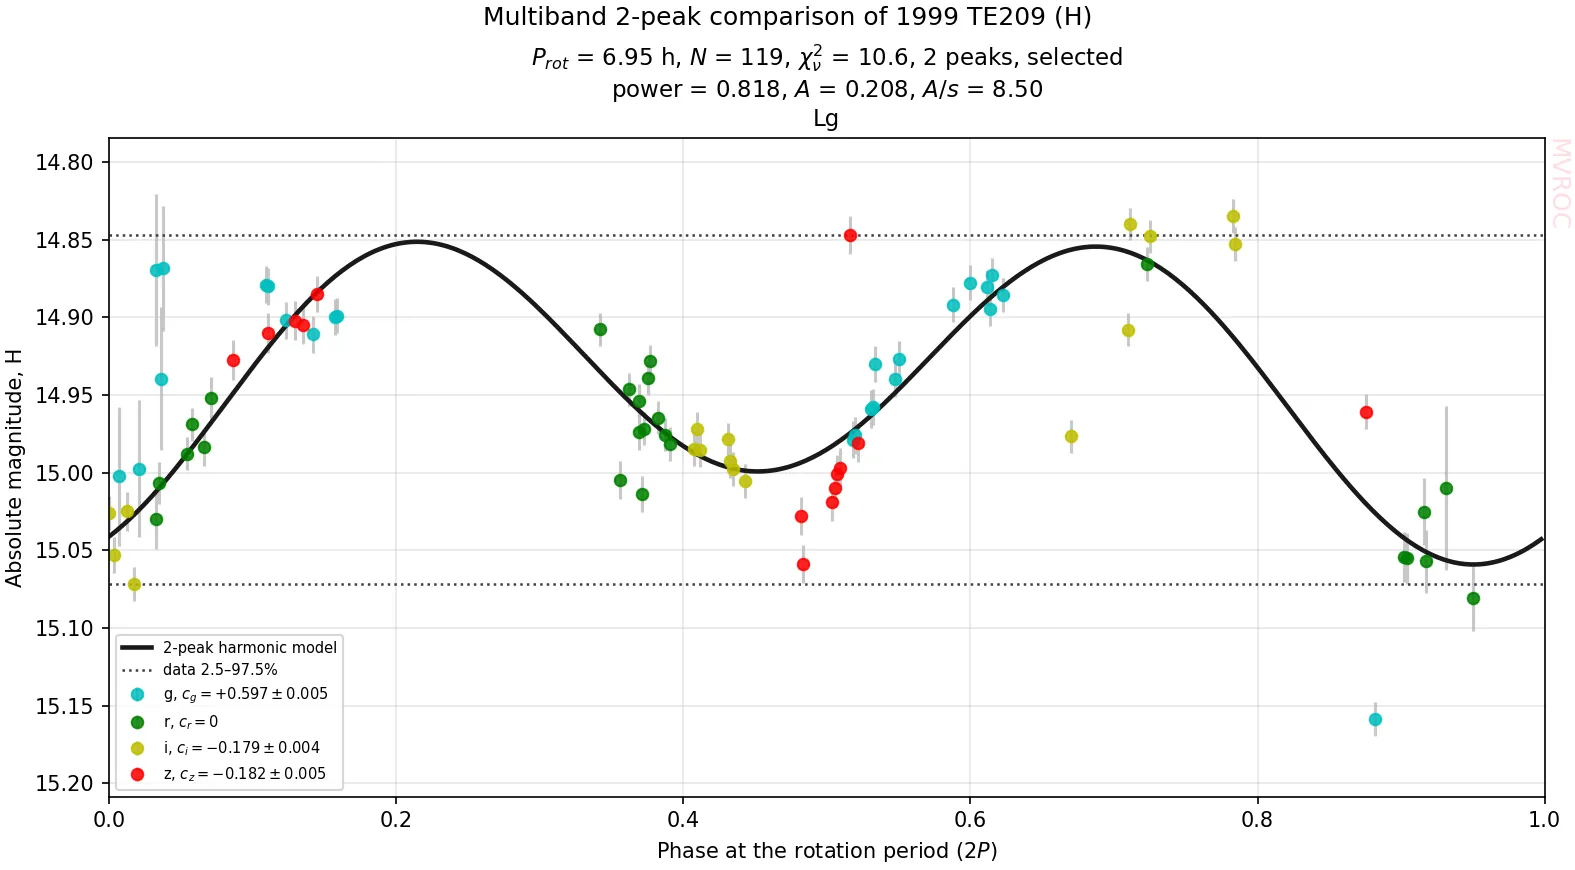 Multiband 2-peak comparison of 1999 TE209 (H)
P_rot = 6.95 h, N = 119, χ²_ν = 10.6, 2 peaks, selected
power = 0.818, A = 0.208, A/s = 8.50
Lg
MVROC
Absolute magnitude, H
14.80
14.85
14.90
14.95
15.00
15.05
15.10
15.15
15.20
2-peak harmonic model
data 2.5–97.5%
g, c_g = +0.597 ± 0.005
r, c_r = 0
i, c_i = −0.179 ± 0.004
z, c_z = −0.182 ± 0.005
0.0 0.2 0.4 0.6 0.8 1.0
Phase at the rotation period (2P)